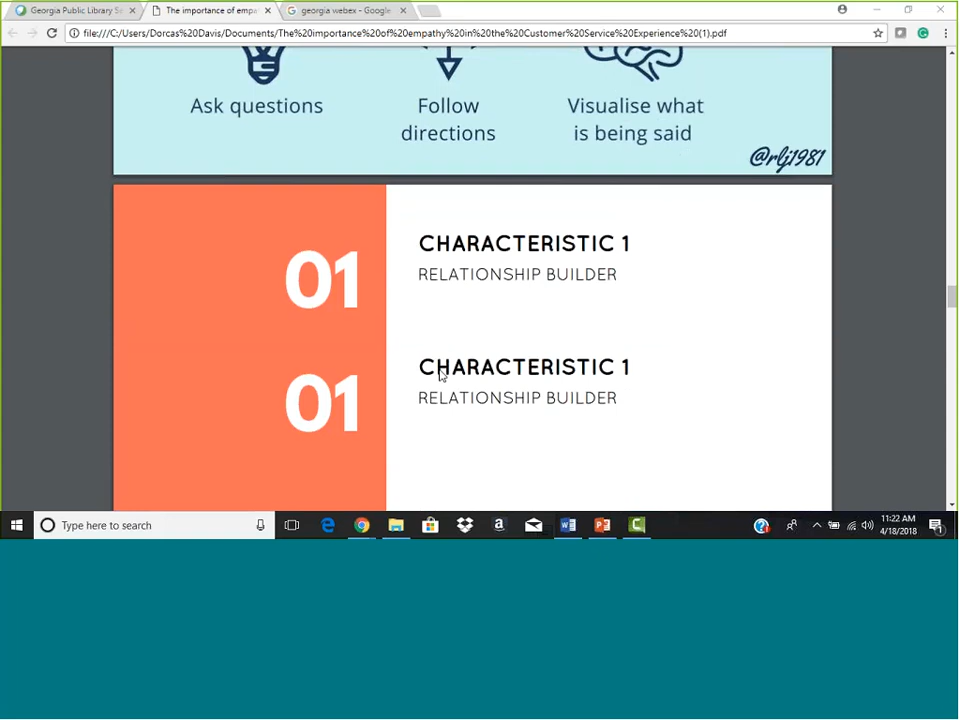 Georgia Public Library Se
The importance of empa
georgia webex - Google
file:///C:/Users/Dorcas%20Davis/Documents/The%20importance%20of%20empathy%20in%20the%20Customer%20Service%20Experience%20(1).pdf
Ask questions
Follow
directions
Visualise what
is being said
@rlj1981
01
CHARACTERISTIC 1
RELATIONSHIP BUILDER
01
CHARACTERISTIC 1
RELATIONSHIP BUILDER
Type here to search
11:22 AM
4/18/2018